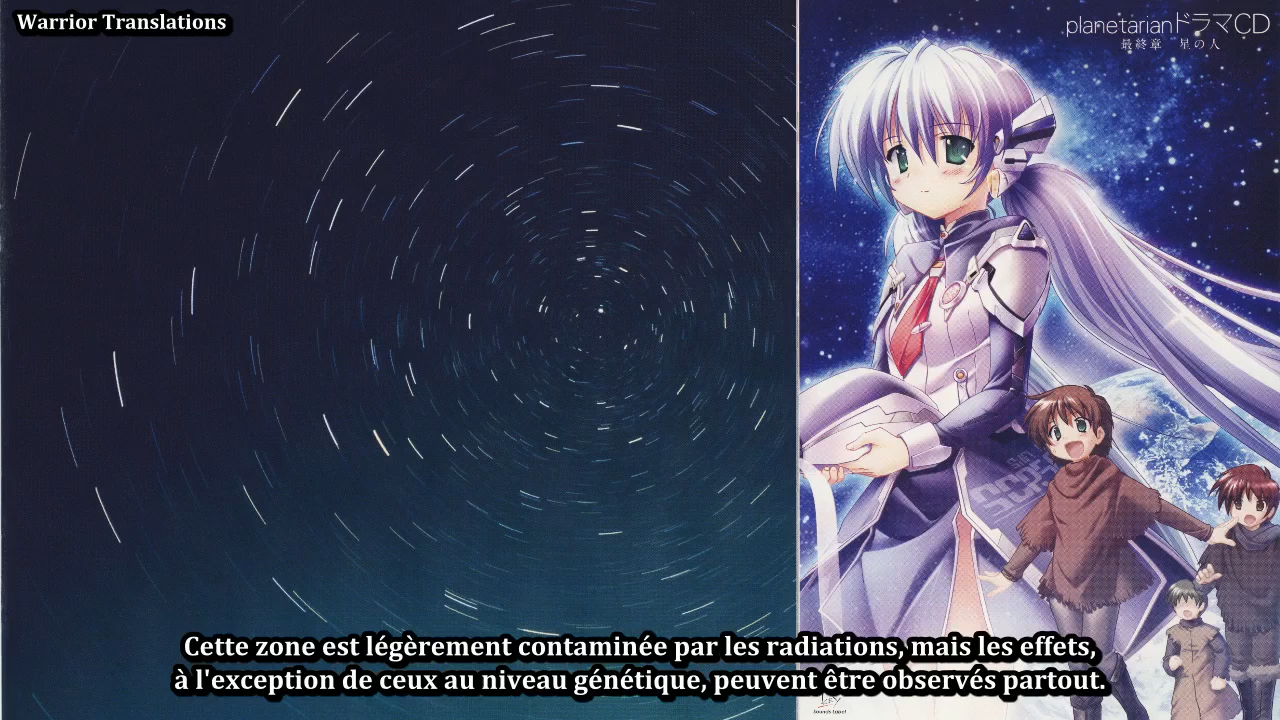 Warrior Translations
planetarianドラマCD
最終章 星の人
Cette zone est légèrement contaminée par les radiations, mais les effets,
à l'exception de ceux au niveau génétique, peuvent être observés partout.
Sounds Label